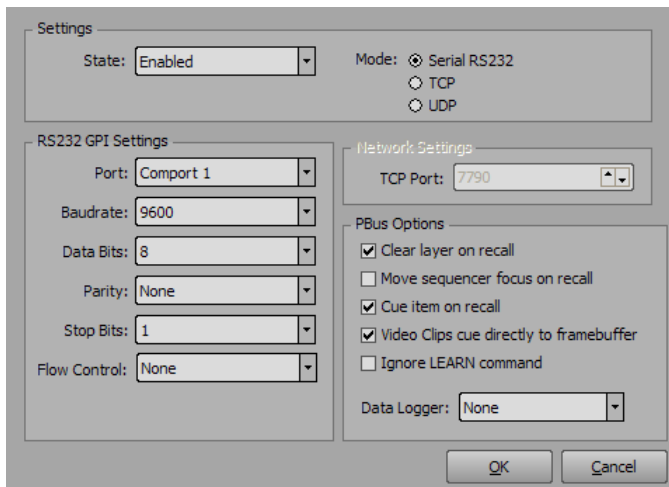 Settings
State: Enabled
Mode: Serial RS232
TCP
UDP
RS232 GPI Settings
Port: Comport 1
Baudrate: 9600
Data Bits: 8
Parity: None
Stop Bits: 1
Flow Control: None
Network Settings
TCP Port: 7790
PBus Options
Clear layer on recall
Move sequencer focus on recall
Cue item on recall
Video Clips cue directly to framebuffer
Ignore LEARN command
Data Logger: None
OK Cancel